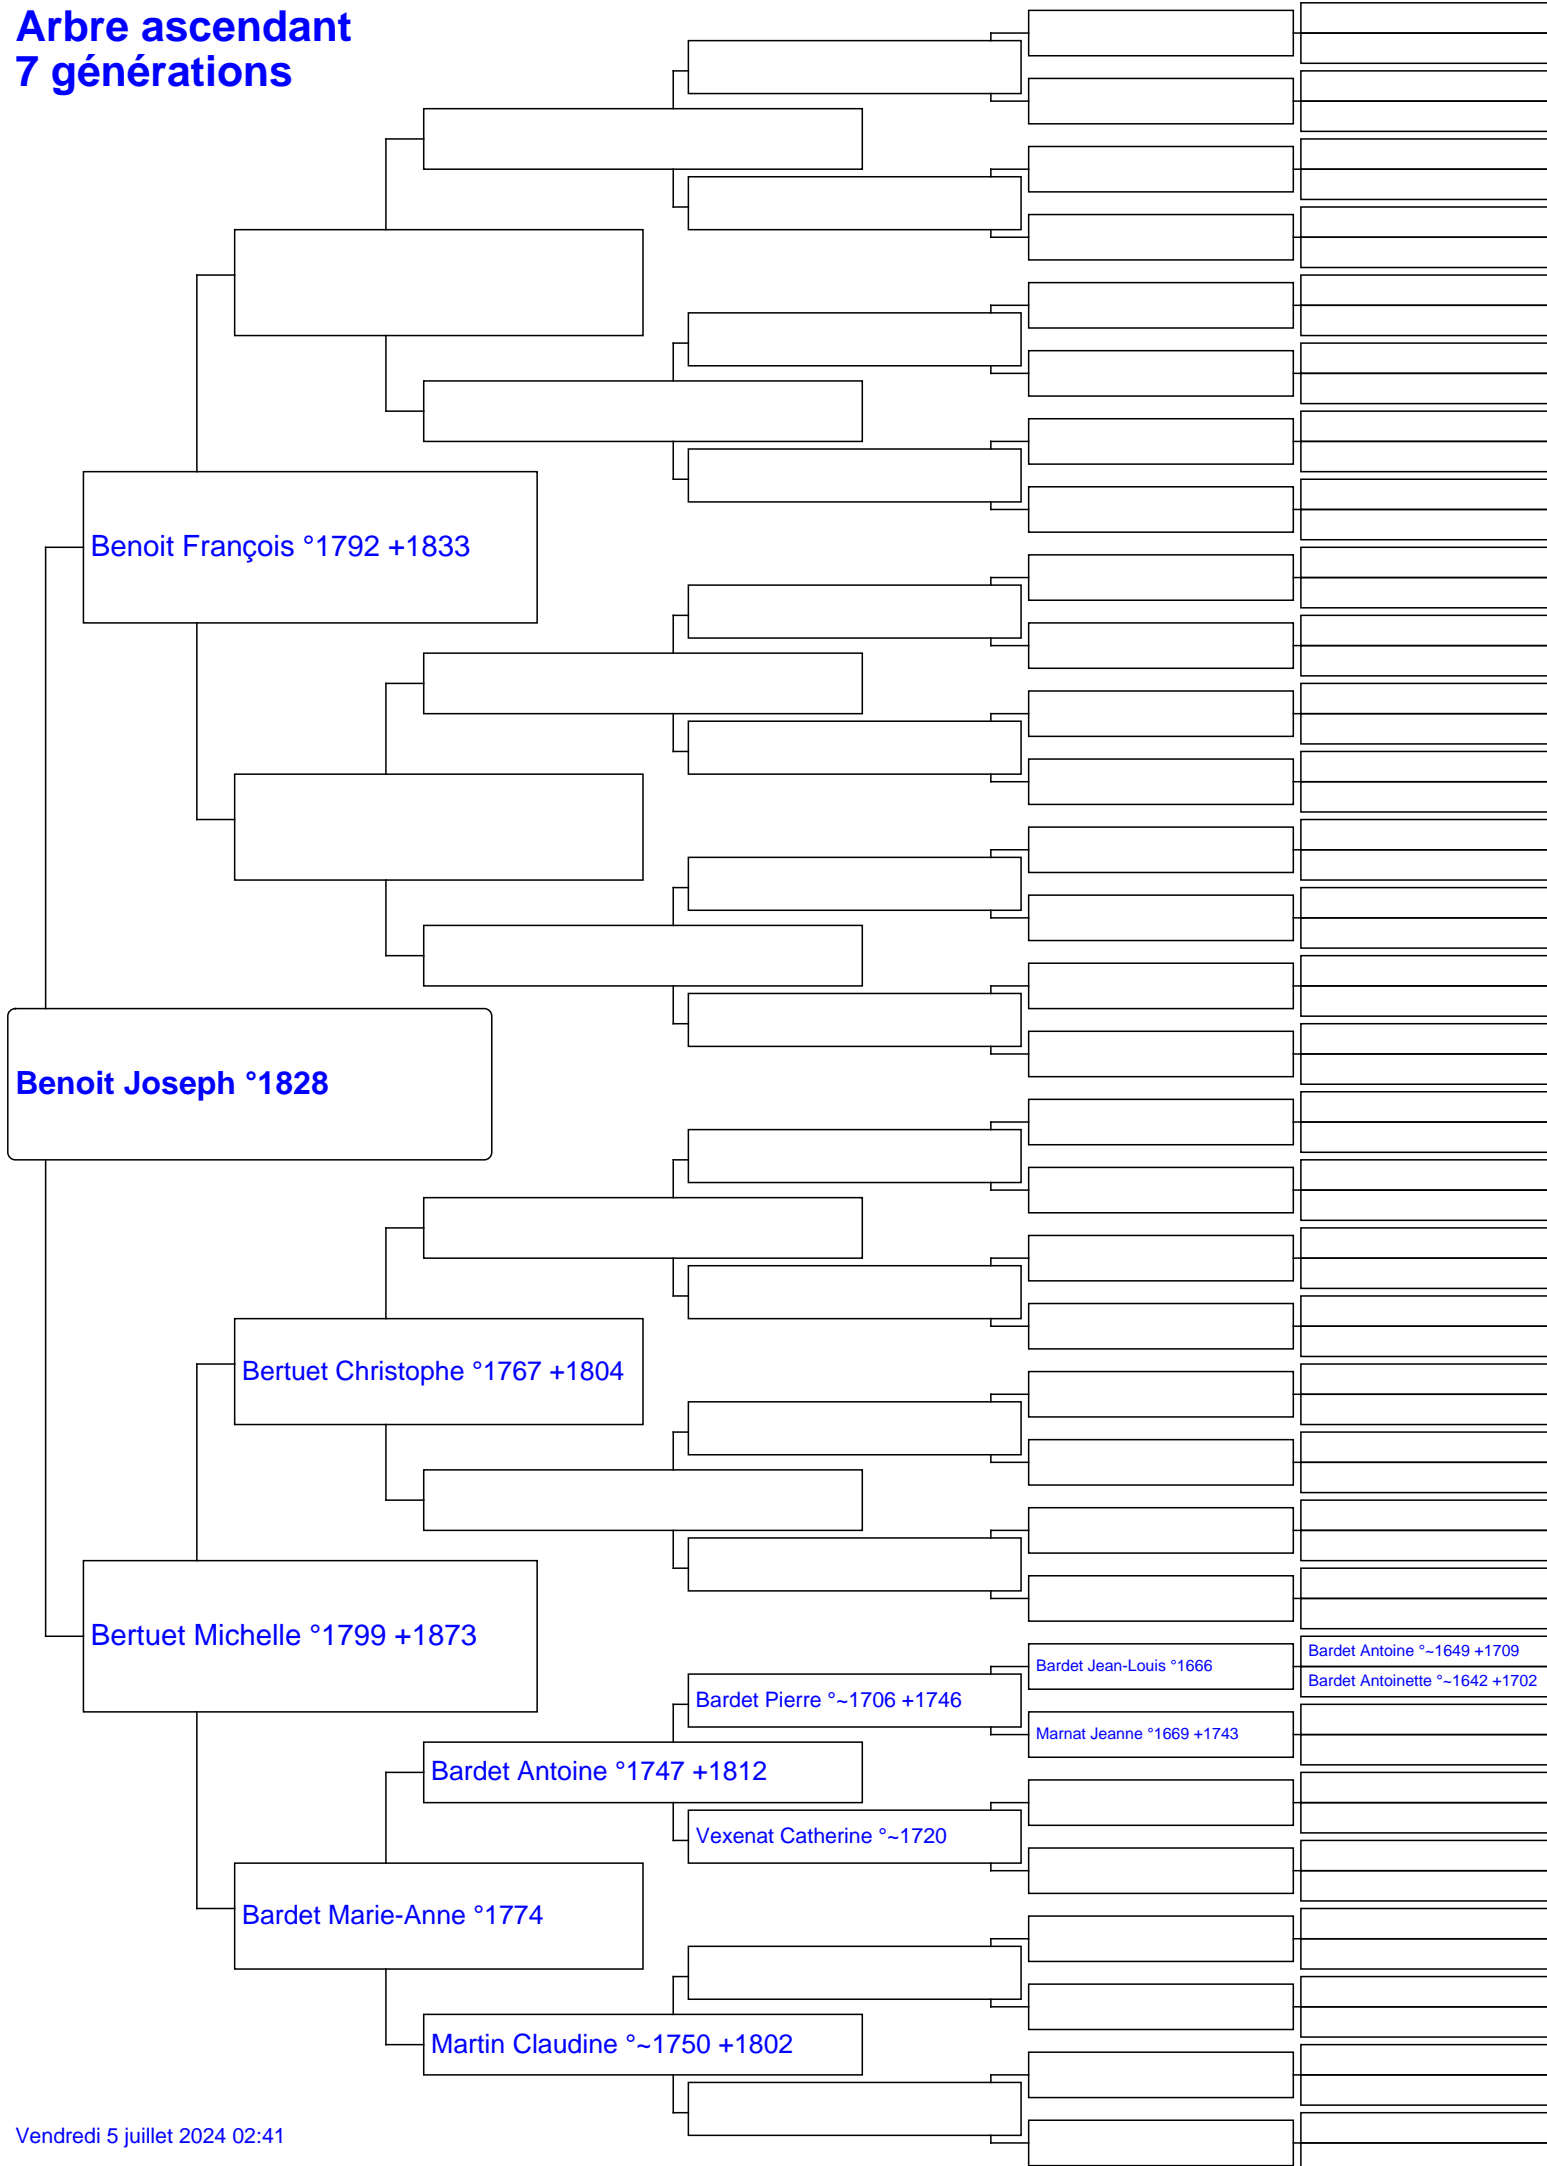 Arbre ascendant
7 générations
Benoit François °1792 +1833
Benoit Joseph °1828
Bertuet Christophe °1767 +1804
Bertuet Michelle °1799 +1873
Bardet Antoine °~1649 +1709
Bardet Jean-Louis °1666
Bardet Antoinette °~1642 +1702
Bardet Pierre °~1706 +1746
Marnat Jeanne °1669 +1743
Bardet Antoine °1747 +1812
Vexenat Catherine °~1720
Bardet Marie-Anne °1774
Martin Claudine °~1750 +1802
Vendredi 5 juillet 2024 02:41